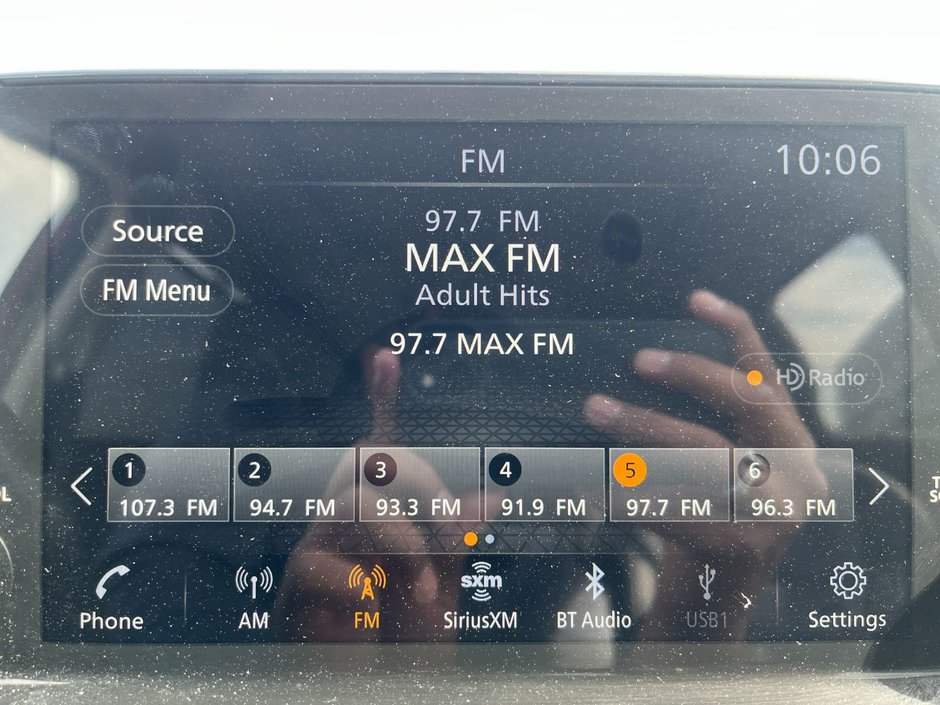 FM
10:06
Source
FM Menu
97.7 FM
MAX FM
Adult Hits
97.7 MAX FM
HD Radio
1
107.3 FM
2
94.7 FM
3
93.3 FM
4
91.9 FM
5
97.7 FM
6
96.3 FM
Phone
AM
FM
sxm
SiriusXM
BT Audio
USB1
Settings